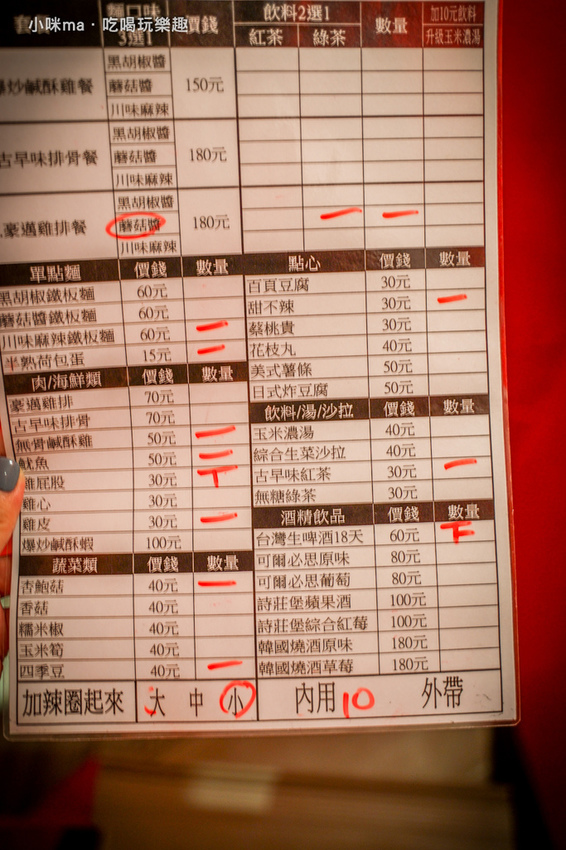 小咪ma · 吃喝玩樂趣
套 麵口味 3選1 價錢 飲料2選1 紅茶 綠茶 數量 加10元飲料 升級玉米濃湯
爆炒鹹酥雞餐 黑胡椒醬 蘑菇醬 川味麻辣 150元
古早味排骨餐 黑胡椒醬 蘑菇醬 川味麻辣 180元
豪邁雞排餐 黑胡椒醬 蘑菇醬 川味麻辣 180元 一 一
單點麵 價錢 數量 點心 價錢 數量
黑胡椒鐵板麵 60元 百頁豆腐 30元
蘑菇醬鐵板麵 60元 甜不辣 30元 一
川味麻辣鐵板麵 60元 一 蔡桃貴 30元
半熟荷包蛋 15元 一 花枝丸 40元
肉/海鮮類 價錢 數量 美式薯條 50元
豪邁雞排 70元 日式炸豆腐 50元
古早味排骨 70元 飲料/湯/沙拉 價錢 數量
無骨鹹酥雞 50元 一 玉米濃湯 40元
魷魚 50元 一 綜合生菜沙拉 40元
雞屁股 30元 T 古早味紅茶 30元 一
雞心 30元 無糖綠茶 30元
雞皮 30元 一 酒精飲品 價錢 數量
爆炒鹹酥蝦 100元 台灣生啤酒18天 60元 下
蔬菜類 價錢 數量 可爾必思原味 80元
杏鮑菇 40元 一 可爾必思葡萄 80元
香菇 40元 詩莊堡蘋果酒 100元
糯米椒 40元 詩莊堡綜合紅莓 100元
玉米筍 40元 韓國燒酒原味 180元
四季豆 40元 一 韓國燒酒草莓 180元
加辣圈起來 大 中 小 內用 10 外帶